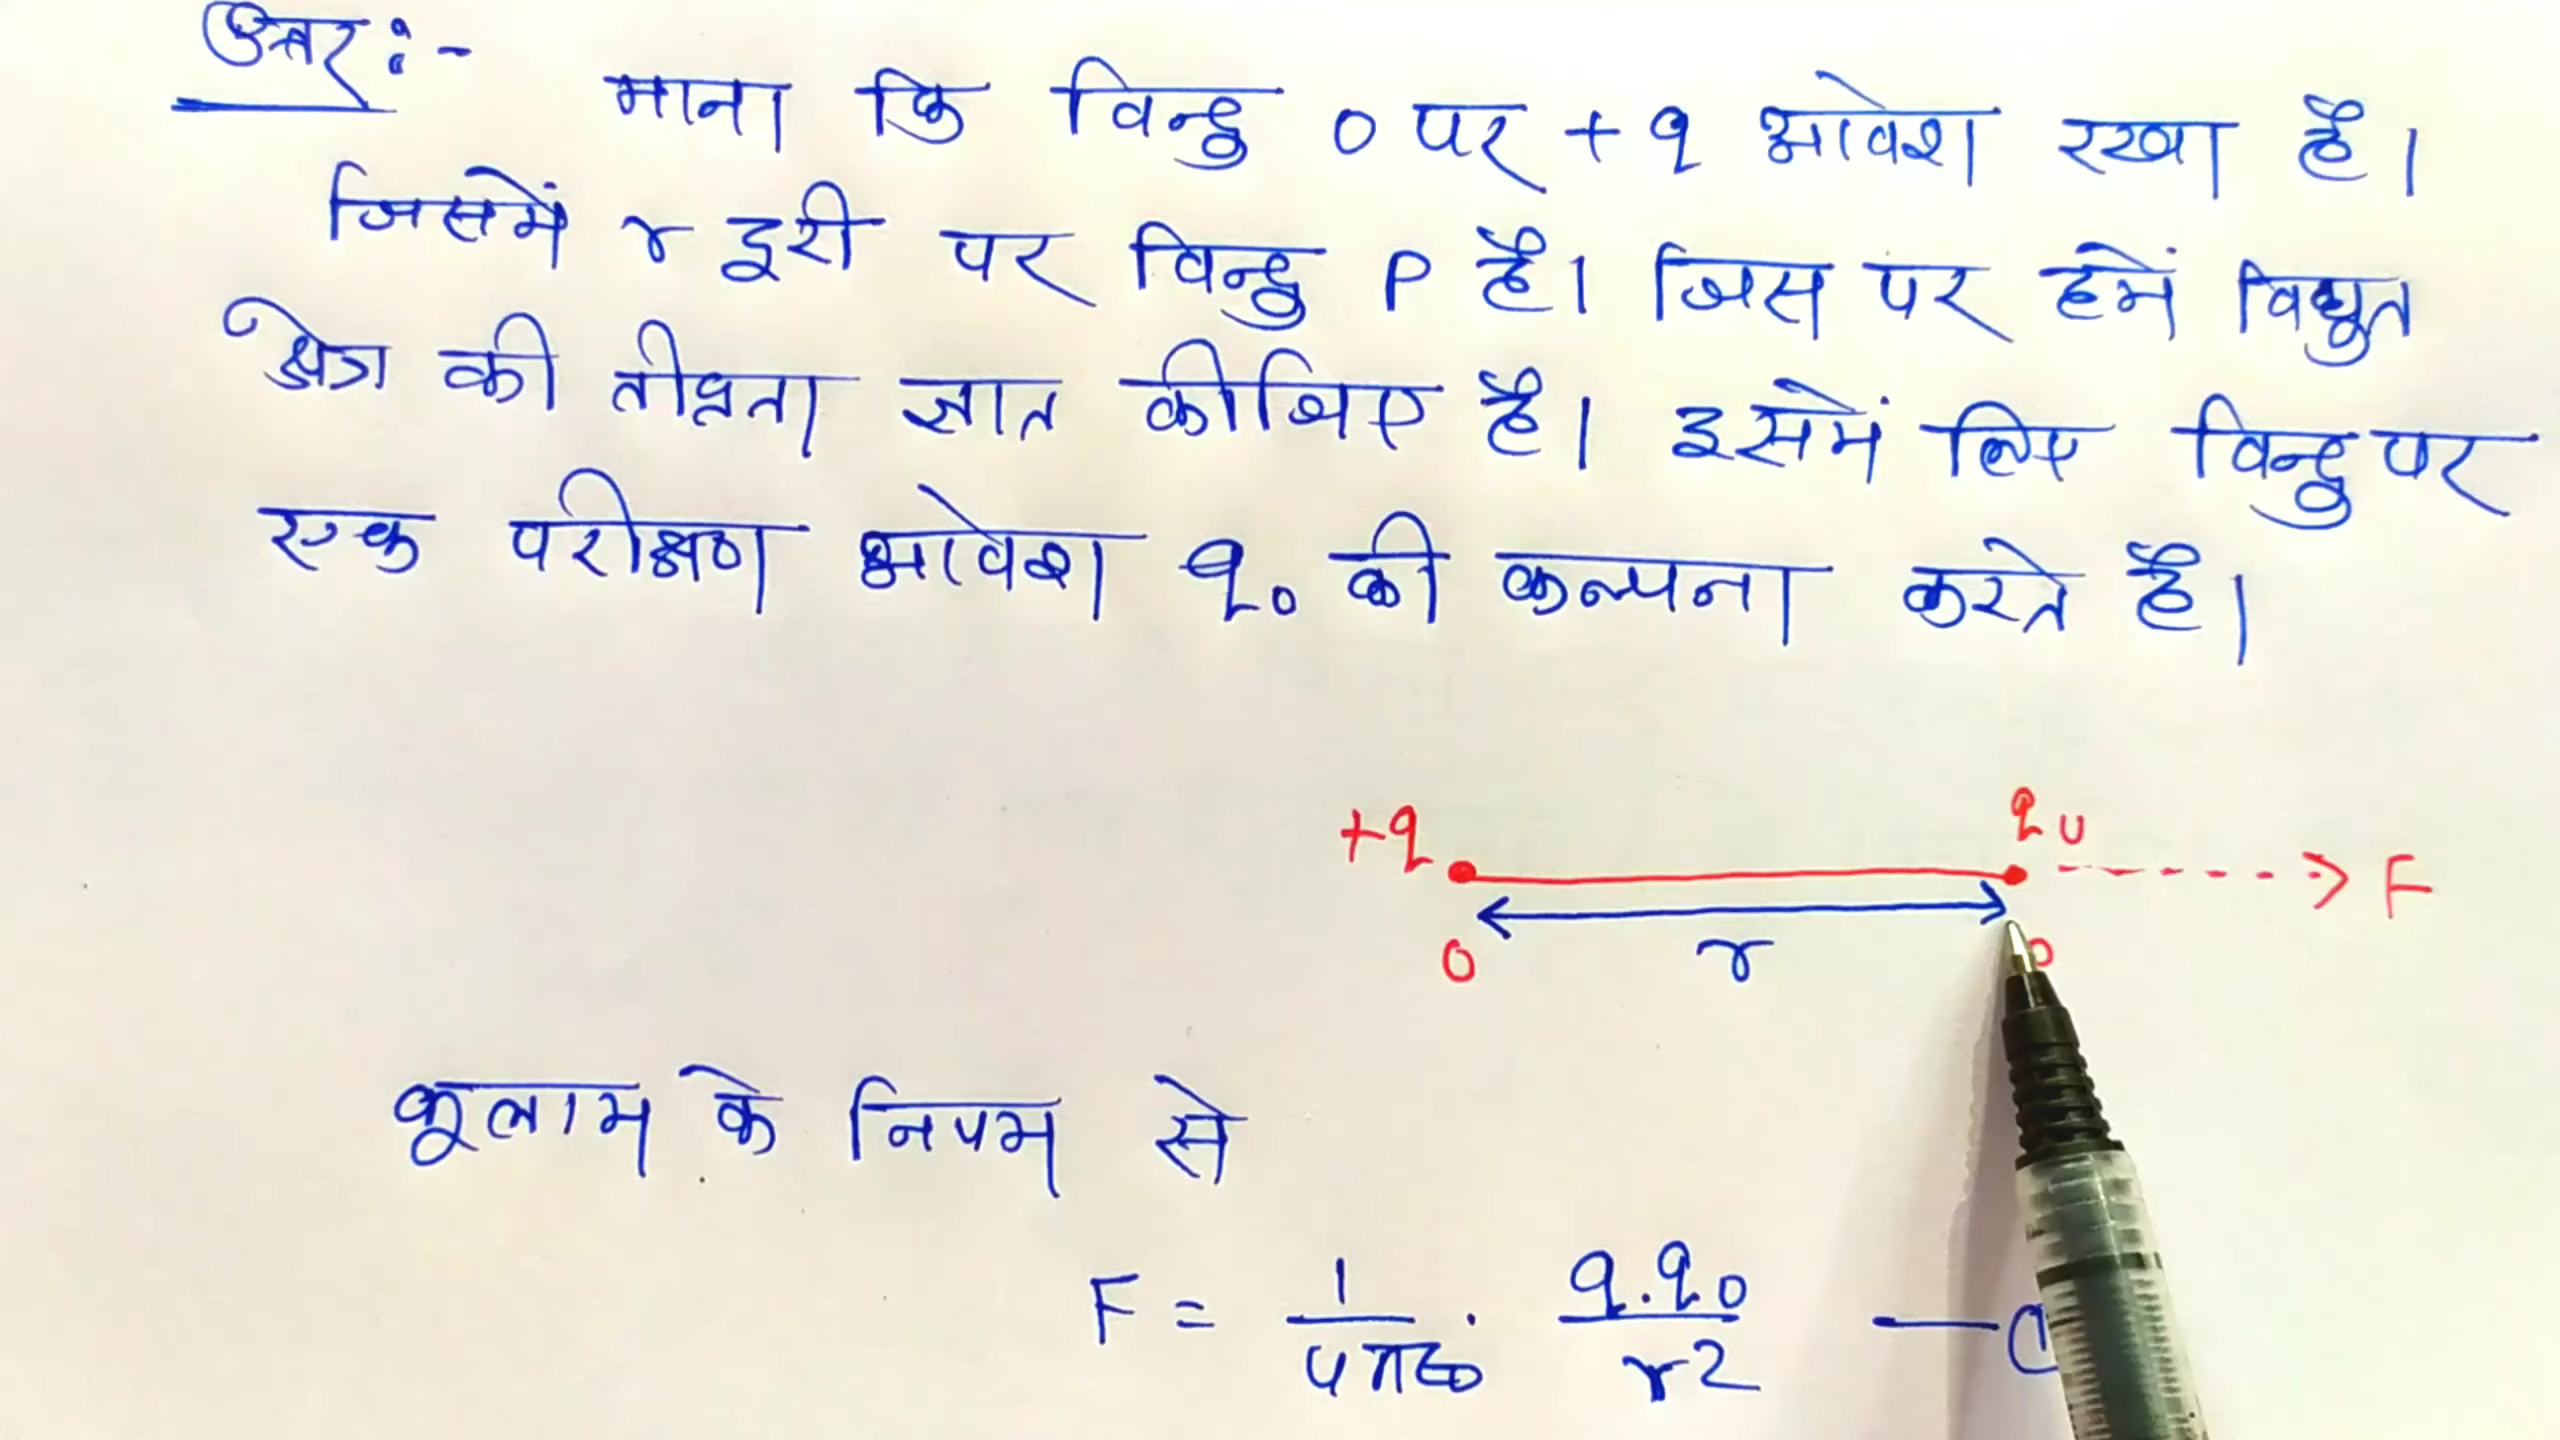 उत्तर:-
माना कि विन्दु O पर +q आवेश रखा है।
जिसमें r दूरी पर विन्दु P है। जिस पर हमें विद्युत
क्षेत्र की तीव्रता ज्ञात कीजिए है। इसमें लिए विन्दु पर
एक परीक्षण आवेश q₀ की कल्पना करते है।
+q q₀ F
O r
कूलाम के नियम से
F = 1/4πε₀ · q.q₀/r2